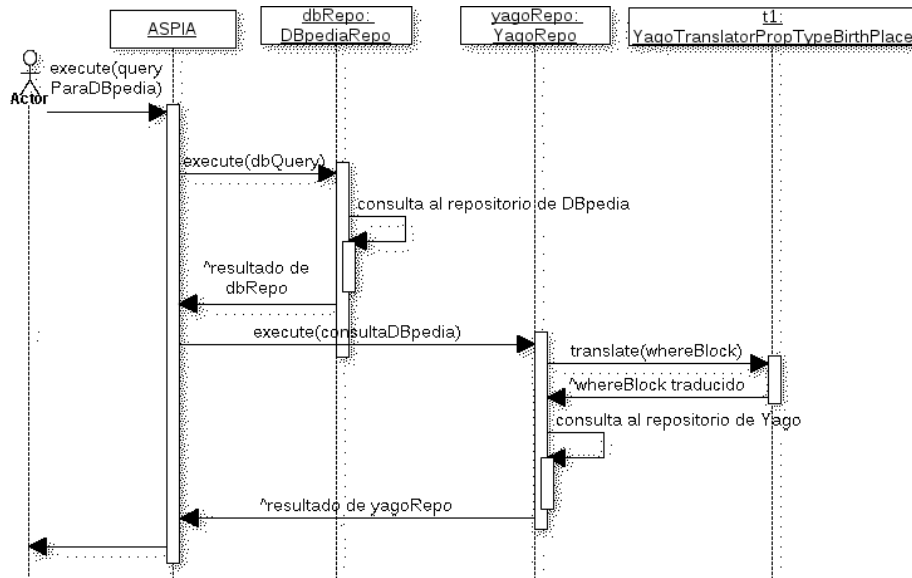 ASPIA
dbRepo:
DBpediaRepo
yagoRepo:
YagoRepo
t1:
YagoTranslatorPropTypeBirthPlace
Actor
execute(query
ParaDBpedia)
execute(dbQuery)
consulta al repositorio de DBpedia
^resultado de
dbRepo
execute(consultaDBpedia)
translate(whereBlock)
^whereBlock traducido
consulta al repositorio de Yago
^resultado de yagoRepo